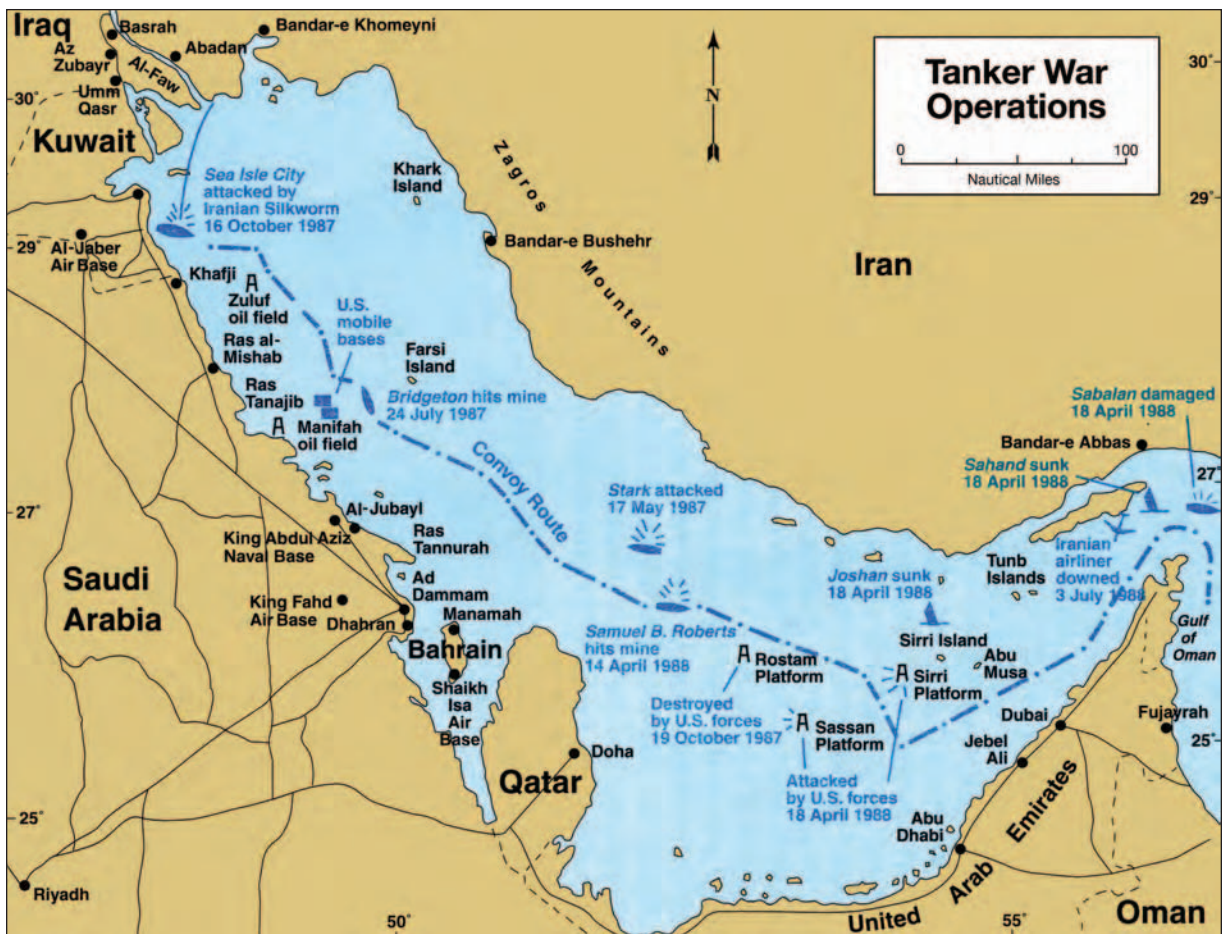 Iraq
Basrah
Bandar-e Khomeyni
Az
Zubayr
Abadan
Al-Faw
Umm
Qasr
30°
Kuwait
N
Tanker War
Operations
0
100
Nautical Miles
30°
29°
Zagros
Mountains
Khark
Island
Sea Isle City
attacked by
Iranian Silkworm
16 October 1987
29°
Al-Jaber
Air Base
Bandar-e Bushehr
Iran
Khafji
Zuluf
oil field
U.S.
mobile
bases
Ras al-
Mishab
Farsi
Island
Ras
Tanajib
Manifah
oil field
Bridgeton hits mine
24 July 1987
Convoy Route
Sabalan damaged
18 April 1988
Bandar-e Abbas
Sahand sunk
18 April 1988
27°
Stark attacked
17 May 1987
27°
Al-Jubayl
King Abdul Aziz
Naval Base
Ras
Tannurah
Saudi
Arabia
Ad
Dammam
King Fahd
Air Base
Manamah
Dhahran
Bahrain
Shaikh
Isa
Air
Base
Joshan sunk
18 April 1988
Tunb
Islands
Iranian
airliner
downed
3 July 1988
Gulf
of
Oman
Samuel B. Roberts
hits mine
14 April 1988
Rostam
Platform
Sirri Island
Abu
Musa
Sirri
Platform
Destroyed
by U.S. forces
19 October 1987
Sassan
Platform
Dubai
Fujayrah
25°
Jebel
Ali
Qatar
Doha
Attacked
by U.S. forces
18 April 1988
25°
Abu
Dhabi
Riyadh
50
United Arab Emirates
55
Oman